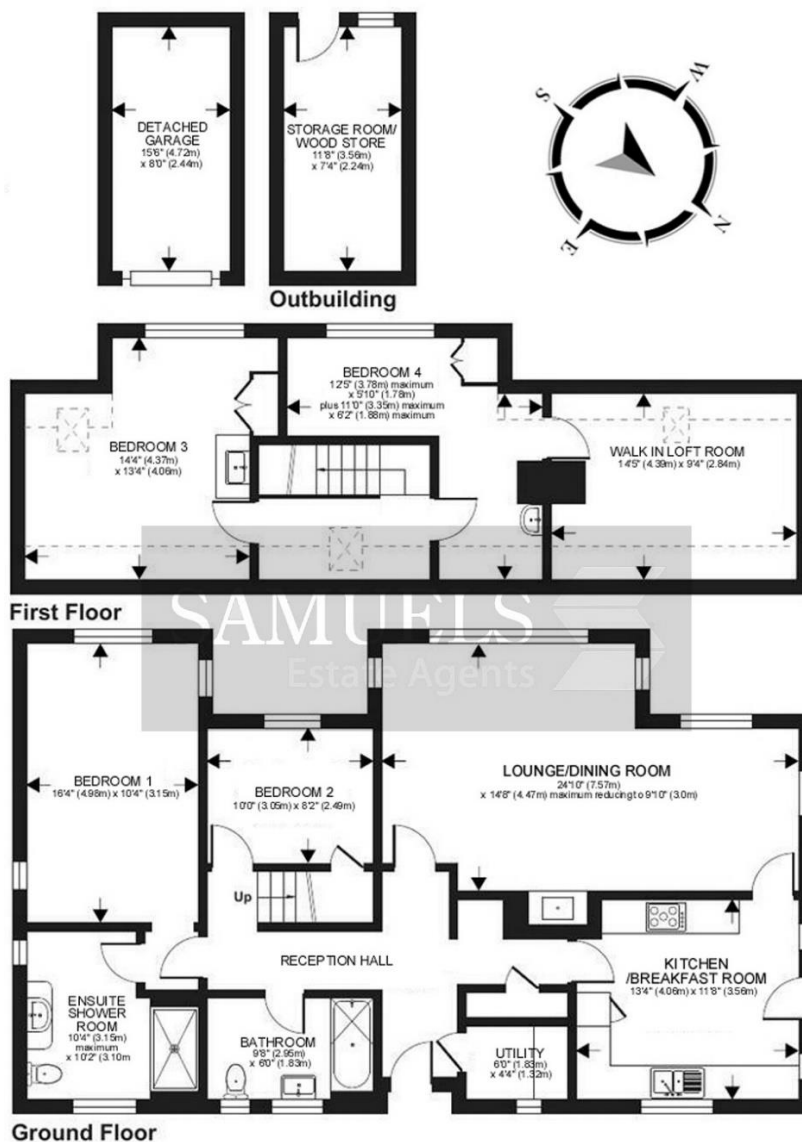 DETACHED
GARAGE
15'6" (4.72m)
x 8'0" (2.44m)
STORAGE ROOM/
WOOD STORE
11'8" (3.56m)
x 7'4" (2.24m)
S
W
E
N
Outbuilding
BEDROOM 3
14'4" (4.37m)
x 13'4" (4.06m)
BEDROOM 4
12'5" (3.78m) maximum
x 5'10" (1.78m)
plus 11'0" (3.35m) maximum
x 6'2" (1.88m) maximum
WALK IN LOFT ROOM
14'5" (4.39m) x 9'4" (2.84m)
First Floor
SAMUELS
Estate Agents
BEDROOM 1
16'4" (4.98m) x 10'4" (3.15m)
BEDROOM 2
10'0" (3.05m) x 8'2" (2.49m)
LOUNGE/DINING ROOM
24'10" (7.57m)
x 14'8" (4.47m) maximum reducing to 9'10" (3.0m)
Up
RECEPTION HALL
KITCHEN
/BREAKFAST ROOM
13'4" (4.06m) x 11'8" (3.56m)
ENSUITE
SHOWER
ROOM
10'4" (3.15m)
maximum
x 10'2" (3.10m
BATHROOM
9'8" (2.95m)
x 6'0" (1.83m)
UTILITY
6'0" (1.83m)
x 4'4" (1.32m)
Ground Floor